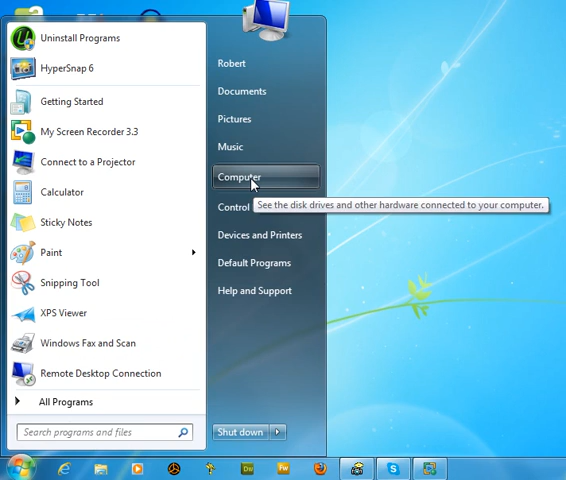 Uninstall Programs
HyperSnap 6
Getting Started
My Screen Recorder 3.3
Connect to a Projector
Calculator
Sticky Notes
Paint
Snipping Tool
XPS Viewer
Windows Fax and Scan
Remote Desktop Connection
All Programs
Search programs and files
Robert
Documents
Pictures
Music
Computer
See the disk drives and other hardware connected to your computer.
Control
Devices and Printers
Default Programs
Help and Support
Shut down
Dw
Fw